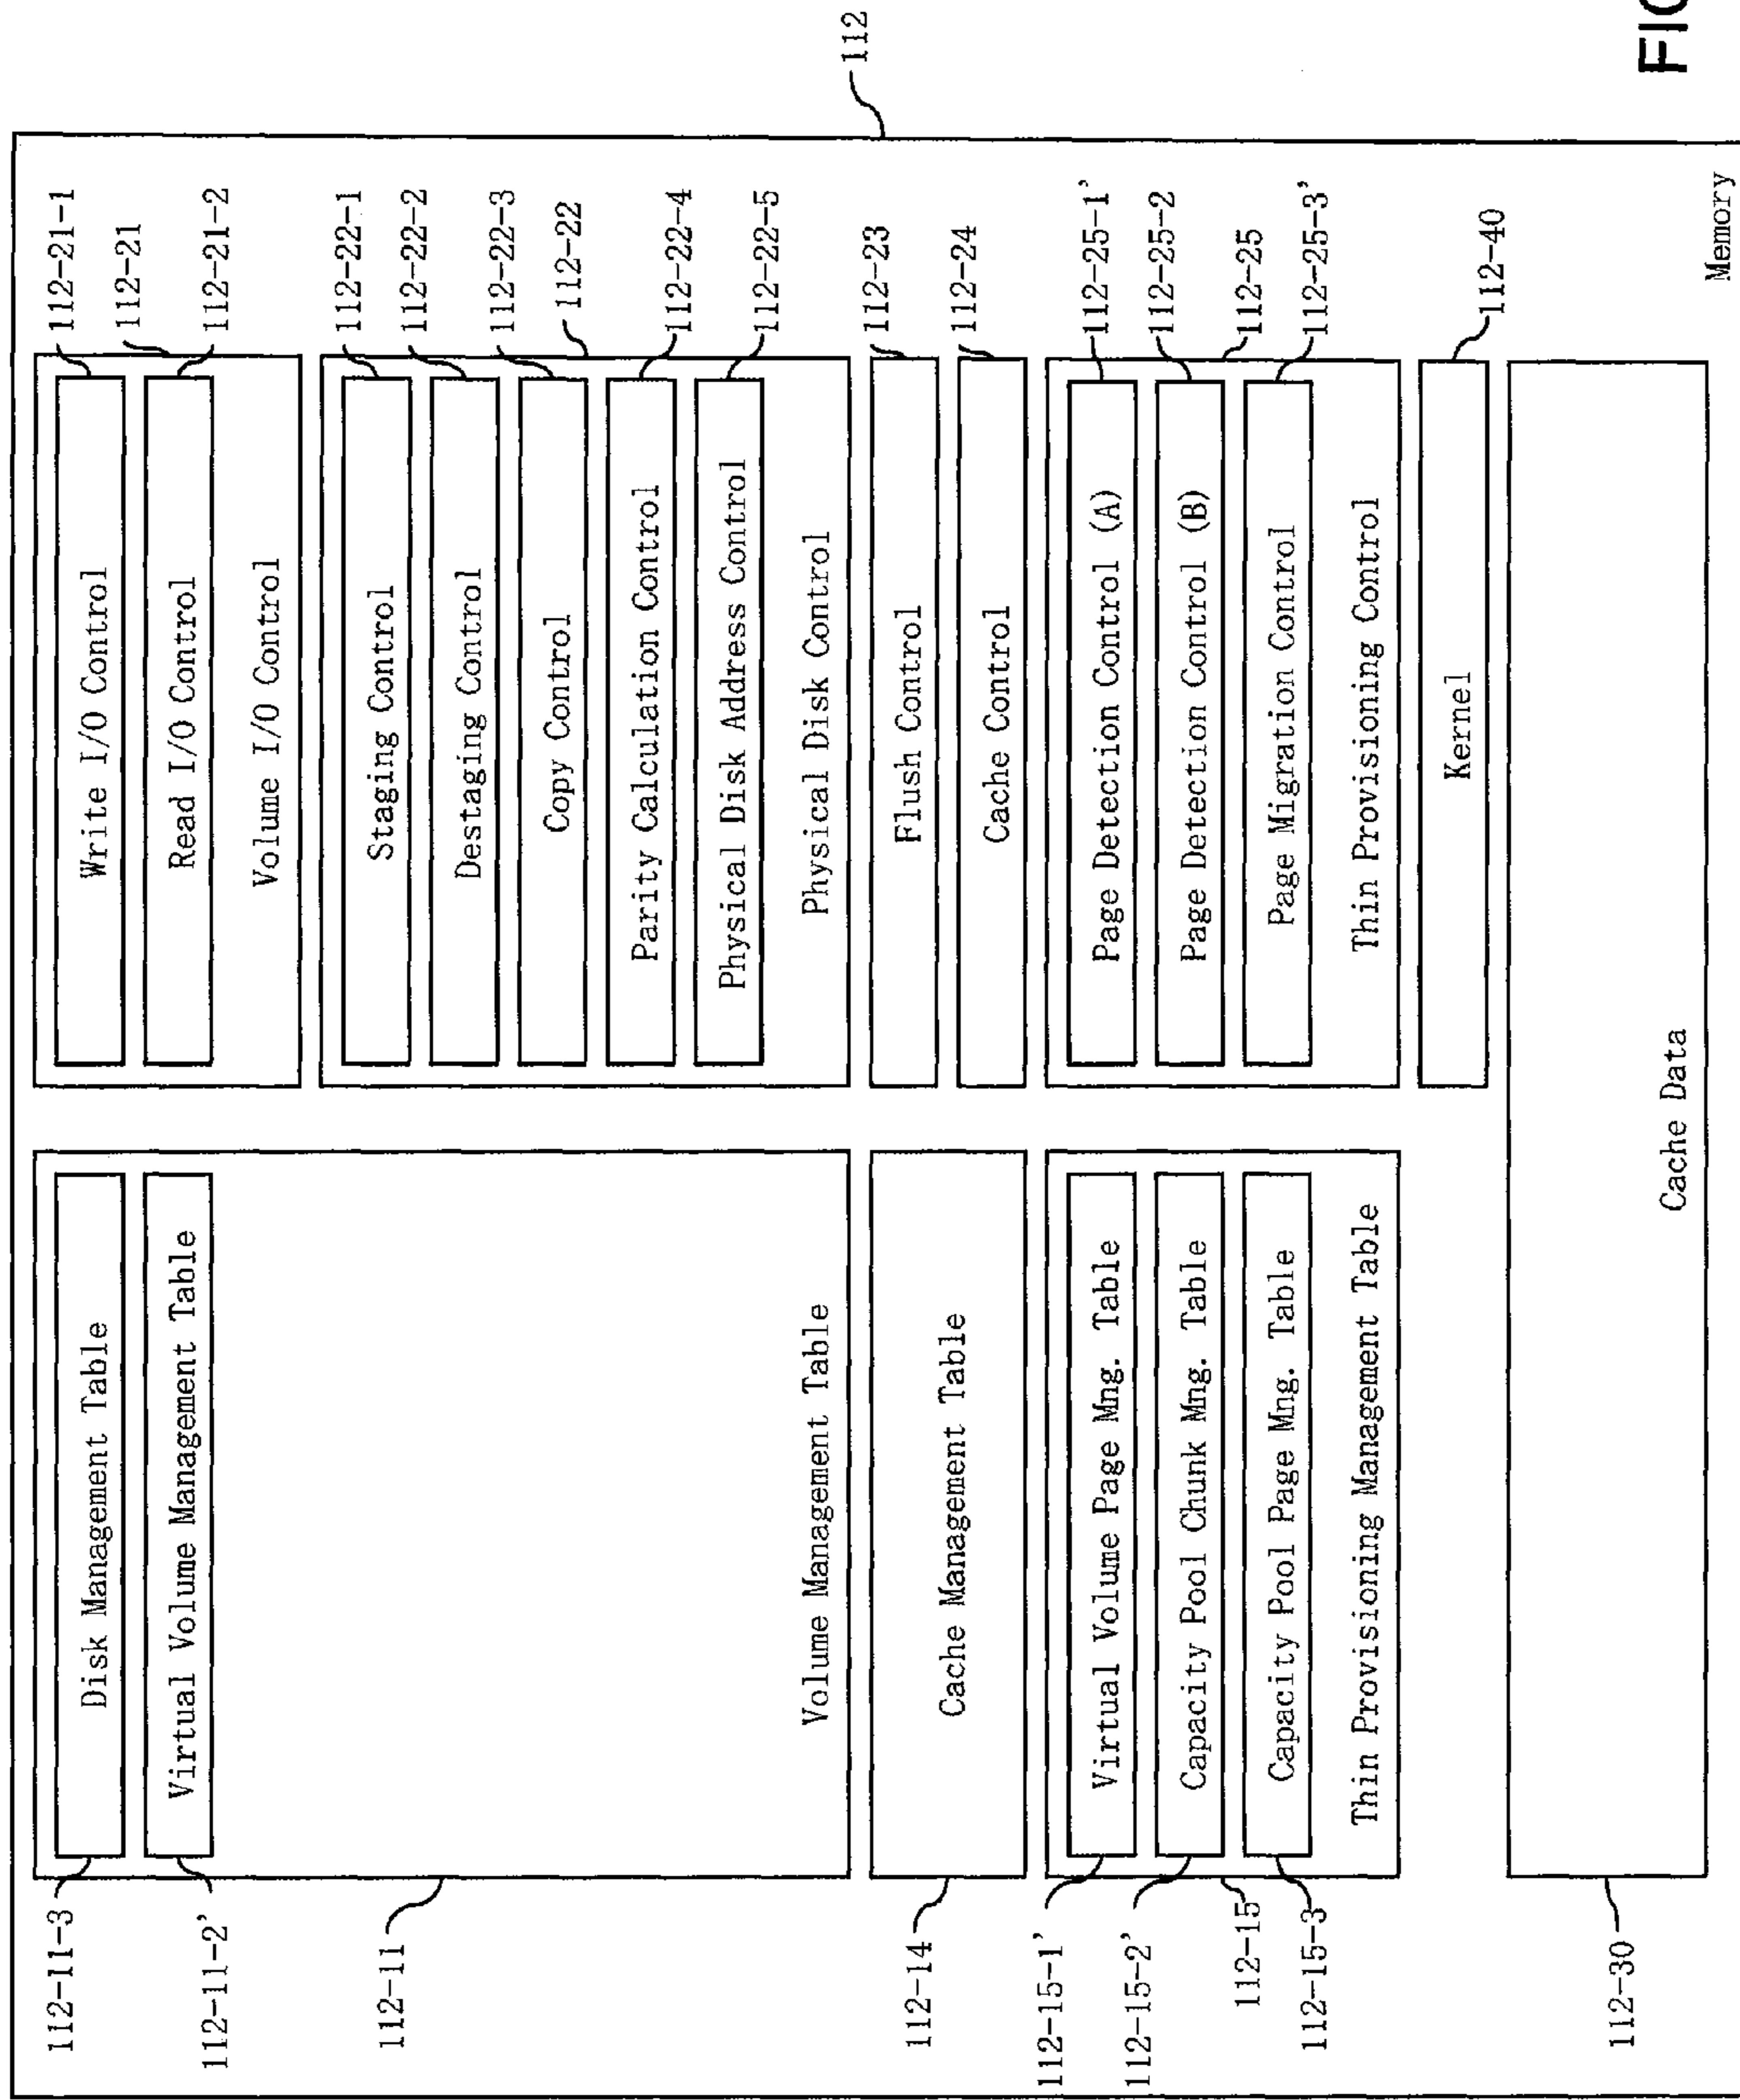 112-11-3
Disk Management Table
112-11-2'
Virtual Volume Management Table
112-11
Volume Management Table
112-14
Cache Management Table
112-15-1'
Virtual Volume Page Mng. Table
112-15-2'
Capacity Pool Chunk Mng. Table
112-15
112-15-3
Capacity Pool Page Mng. Table
Thin Provisioning Management Table
112-30
Cache Data
Write I/O Control
112-21-1
112-21
Read I/O Control
112-21-2
Volume I/O Control
Staging Control
112-22-1
Destaging Control
112-22-2
Copy Control
112-22-3
112-22
Parity Calculation Control
112-22-4
Physical Disk Address Control
112-22-5
Physical Disk Control
Flush Control
112-23
Cache Control
112-24
Page Detection Control (A)
112-25-1'
Page Detection Control (B)
112-25-2
112-25
Page Migration Control
112-25-3'
Thin Provisioning Control
Kernel
112-40
Memory
112